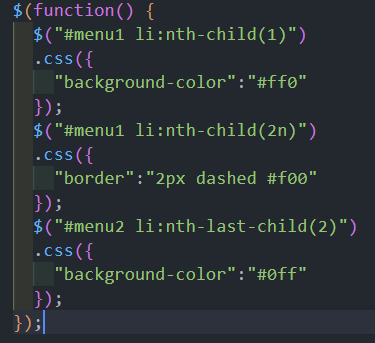 $(function() {
  $("#menu1 li:nth-child(1)")
  .css({
    "background-color":"#ff0"
  });
  $("#menu1 li:nth-child(2n)")
  .css({
    "border":"2px dashed #f00"
  });
  $("#menu2 li:nth-last-child(2)")
  .css({
    "background-color":"#0ff"
  });
});